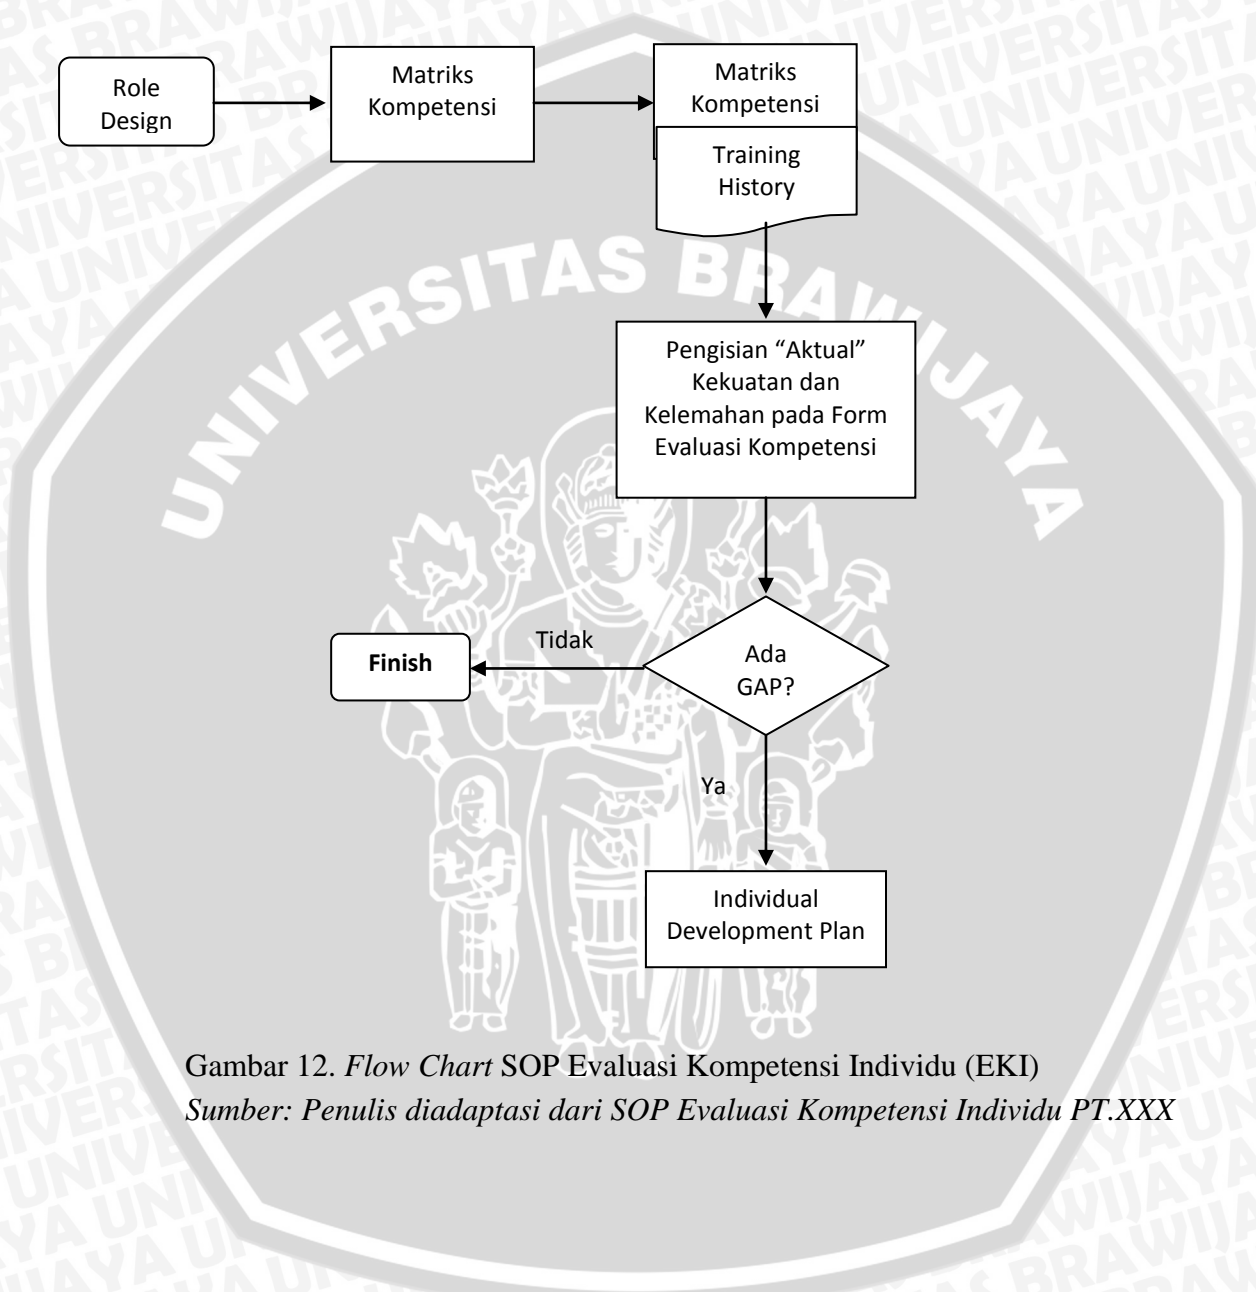 Role
Design
Matriks
Kompetensi
Matriks
Kompetensi
Training
History
Pengisian “Aktual”
Kekuatan dan
Kelemahan pada Form
Evaluasi Kompetensi
Ada
GAP?
Tidak
Finish
Ya
Individual
Development Plan
Gambar 12. Flow Chart SOP Evaluasi Kompetensi Individu (EKI)
Sumber: Penulis diadaptasi dari SOP Evaluasi Kompetensi Individu PT.XXX
UNIVERSITAS BRAWIJAYA